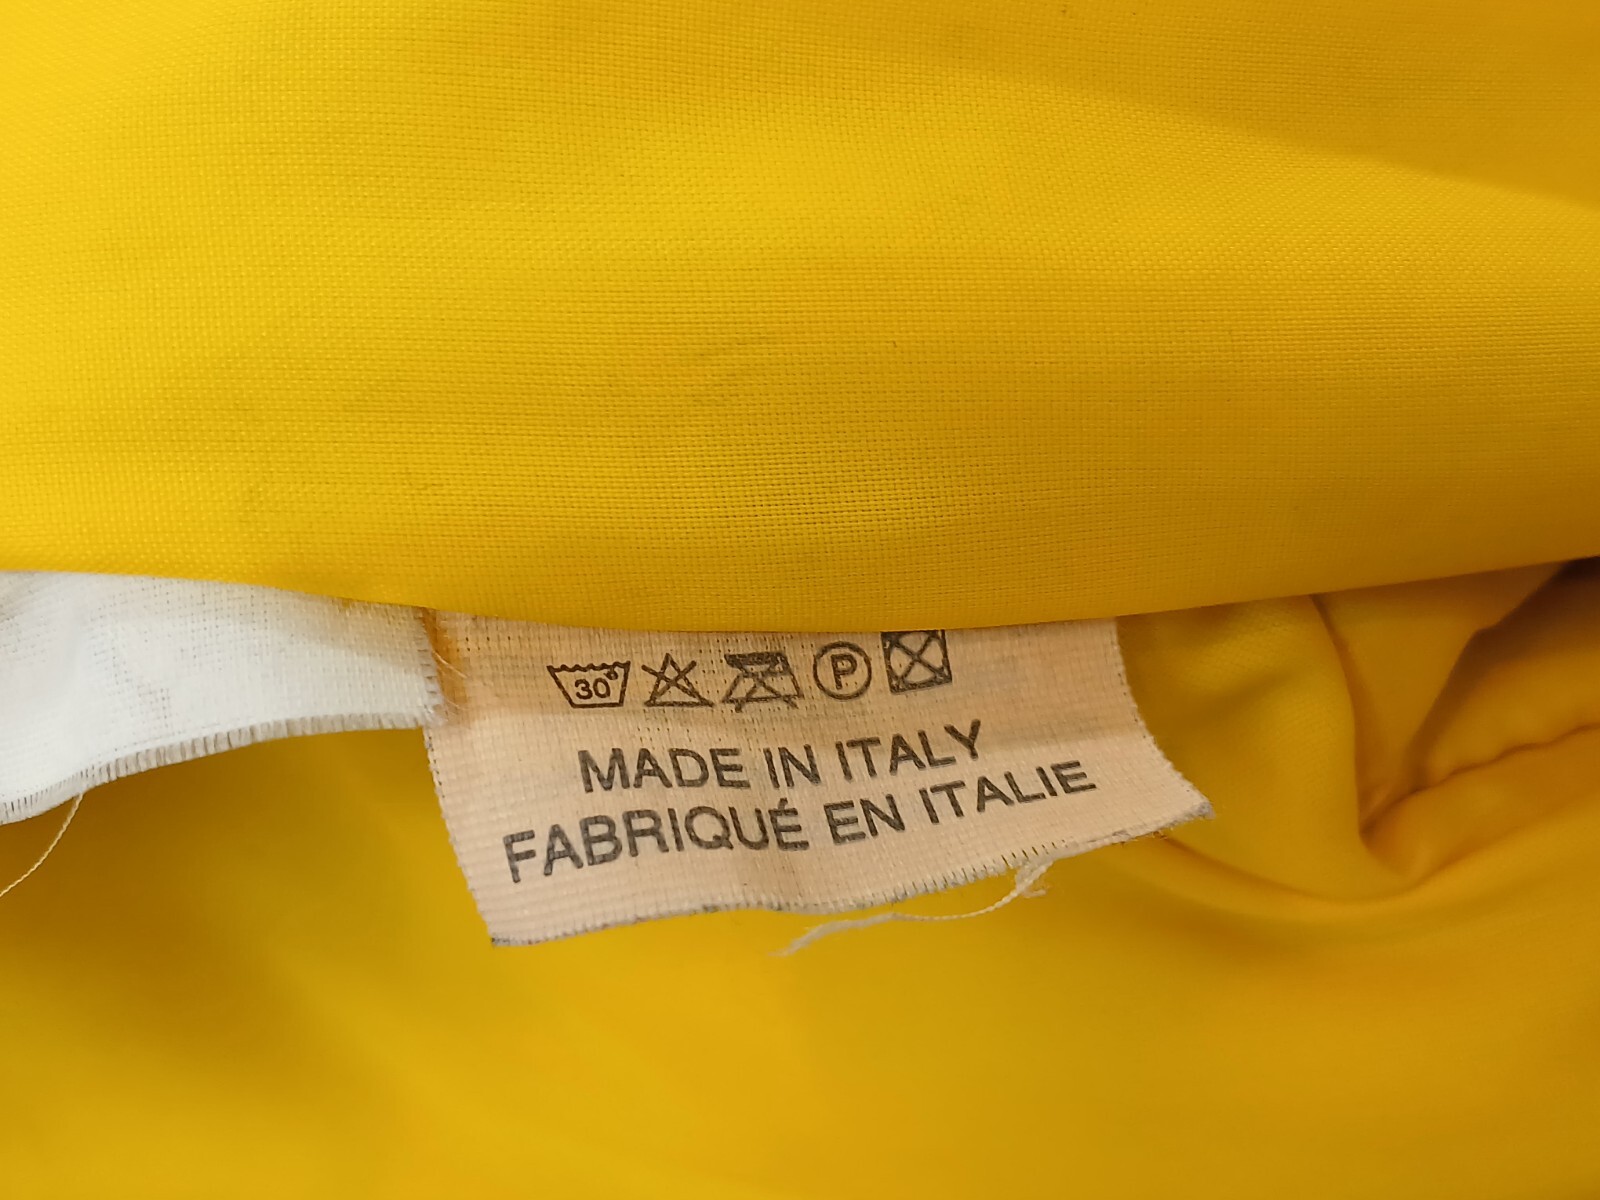 30°
P
MADE IN ITALY
FABRIQUÉ EN ITALIE